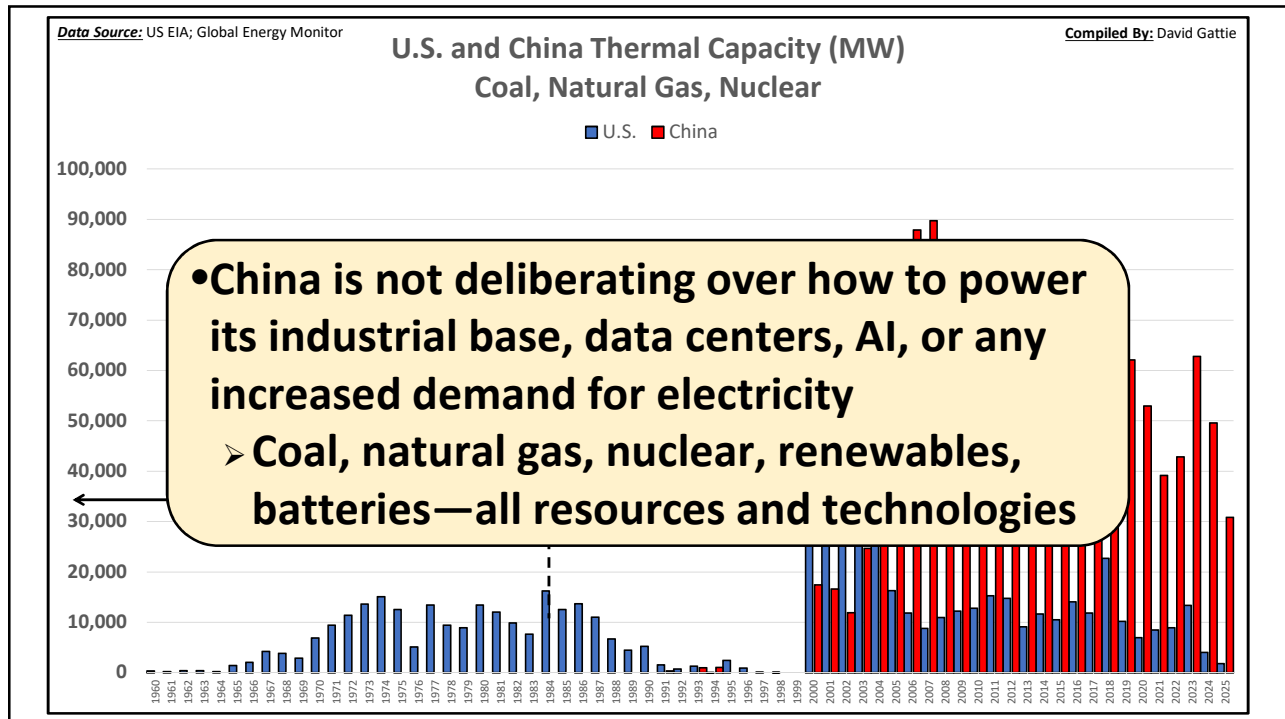 Data Source: US EIA; Global Energy Monitor
Compiled By: David Gattie
U.S. and China Thermal Capacity (MW)
Coal, Natural Gas, Nuclear
U.S. China
100,000
90,000
80,000
70,000
60,000
50,000
40,000
30,000
20,000
10,000
0
•China is not deliberating over how to power
its industrial base, data centers, AI, or any
increased demand for electricity
➢Coal, natural gas, nuclear, renewables,
batteries—all resources and technologies
1960 1961 1962 1963 1964 1965 1966 1967 1968 1969 1970 1971 1972 1973 1974 1975 1976 1977 1978 1979 1980 1981 1982 1983 1984 1985 1986 1987 1988 1989 1990 1991 1992 1993 1994 1995 1996 1997 1998 1999 2000 2001 2002 2003 2004 2005 2006 2007 2008 2009 2010 2011 2012 2013 2014 2015 2016 2017 2018 2019 2020 2021 2022 2023 2024 2025